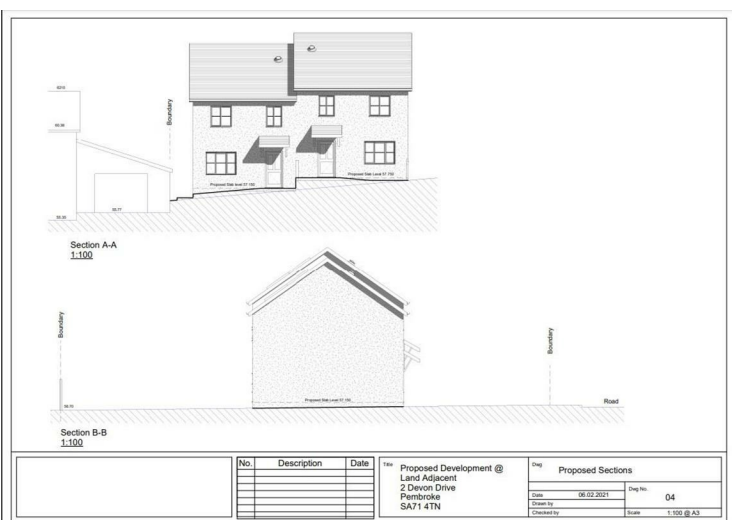 Boundary
Proposed Slab level 57.150
Proposed Slab Level 57.750
55.77
Section A-A
1:100
Boundary
Boundary
Proposed Slab Level 57.150
Road
Section B-B
1:100
No. Description Date
Title Proposed Development @
Land Adjacent
2 Devon Drive
Pembroke
SA71 4TN
Dwg Proposed Sections
Date 06.02.2021
Drawn by
Checked by
Dwg No. 04
Scale 1:100 @ A3